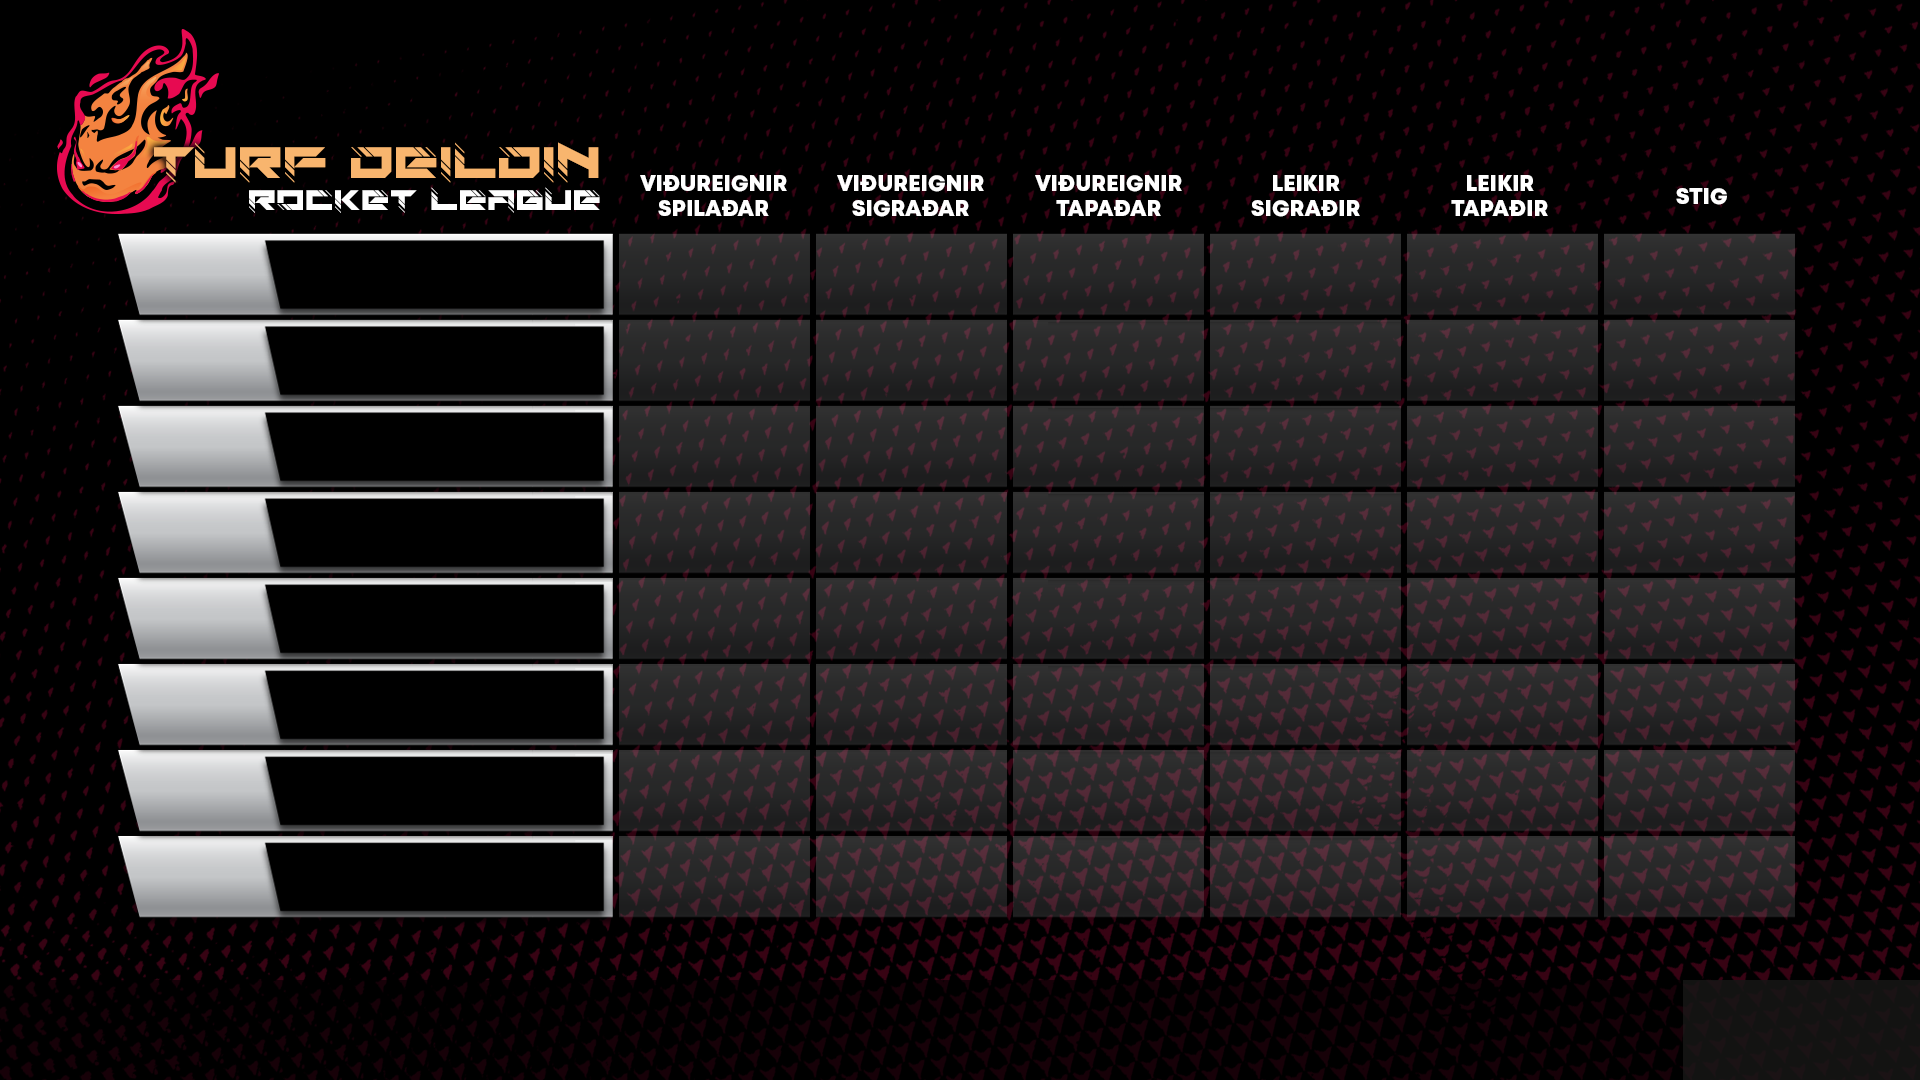 TURF DEILDIN
ROCKET LEAGUE
VIÐUREIGNIR
SPILAÐAR
VIÐUREIGNIR
SIGRAÐAR
VIÐUREIGNIR
TAPAÐAR
LEIKIR
SIGRAÐIR
LEIKIR
TAPAÐIR
STIG